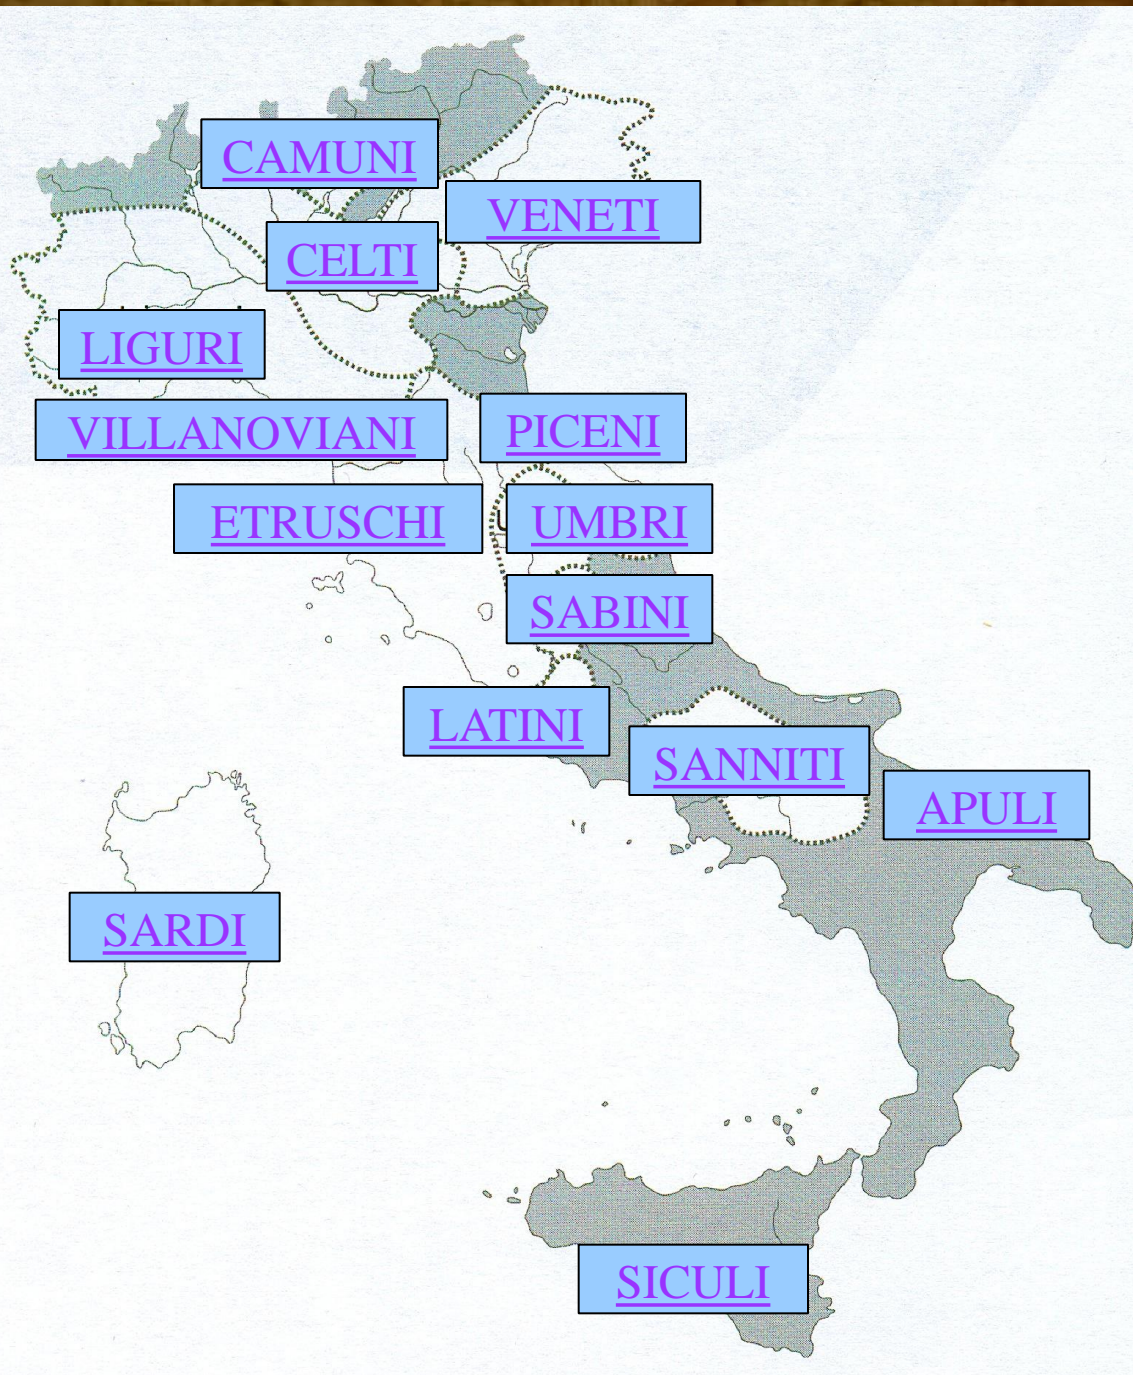 CAMUNI
VENETI
CELTI
LIGURI
VILLANOVIANI
PICENI
ETRUSCHI
UMBRI
SABINI
LATINI
SANNITI
APULI
SARDI
SICULI